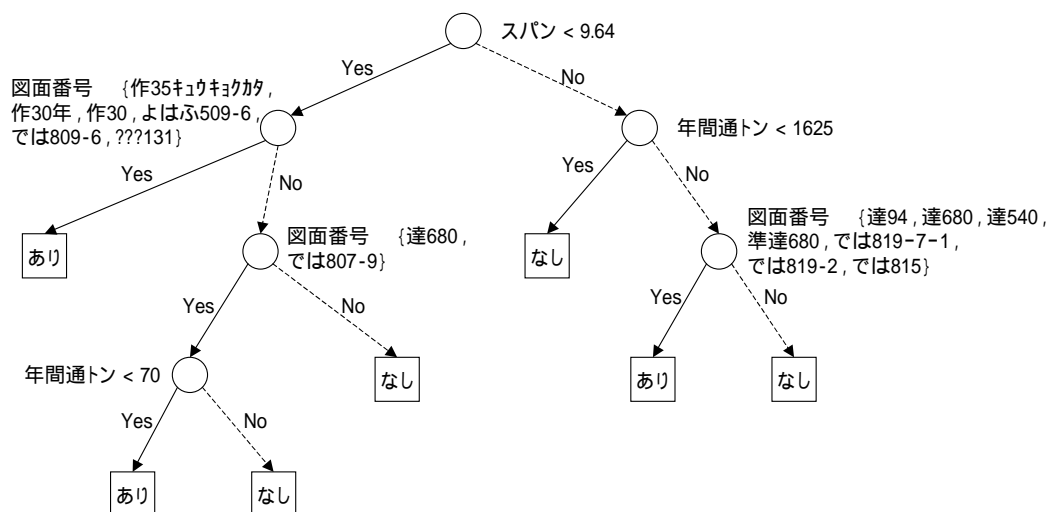 スパン < 9.64
Yes
No
図面番号 {作35ｷｭｳｷｮｸｶﾀ,
作30年,作30,よはふ509-6,
では809-6,???131}
年間通トン < 1625
Yes
No
Yes
No
あり
図面番号 {達680,
では807-9}
なし
図面番号 {達94,達680,達540,
準達680,では819-7-1,
では819-2,では815}
Yes
No
Yes
No
年間通トン < 70
なし
あり
なし
Yes
No
あり
なし